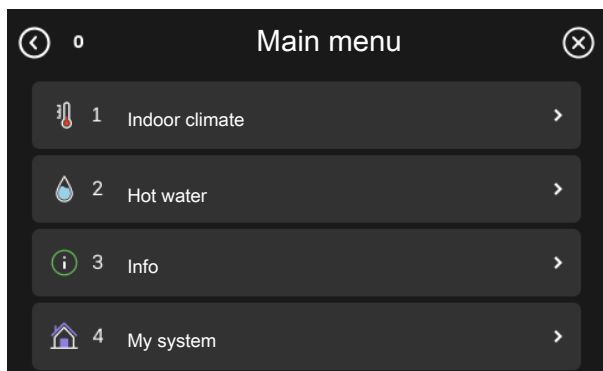 0 Main menu
1 Indoor climate
2 Hot water
3 Info
4 My system